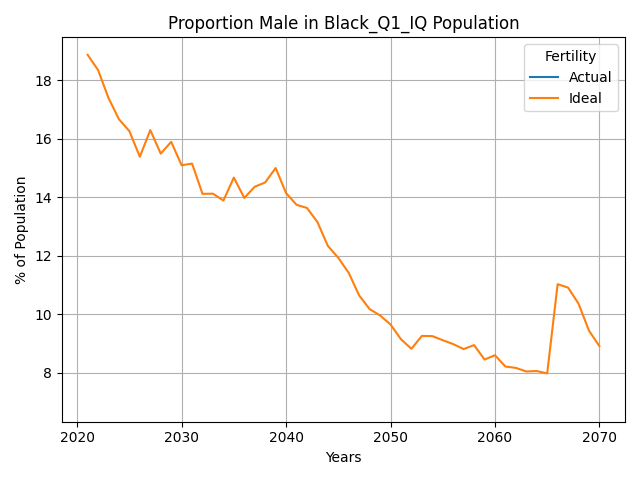 Proportion Male in Black_Q1_IQ Population
Fertility
Actual
Ideal
% of Population
18
16
14
12
10
8
2020
2030
2040
2050
2060
2070
Years